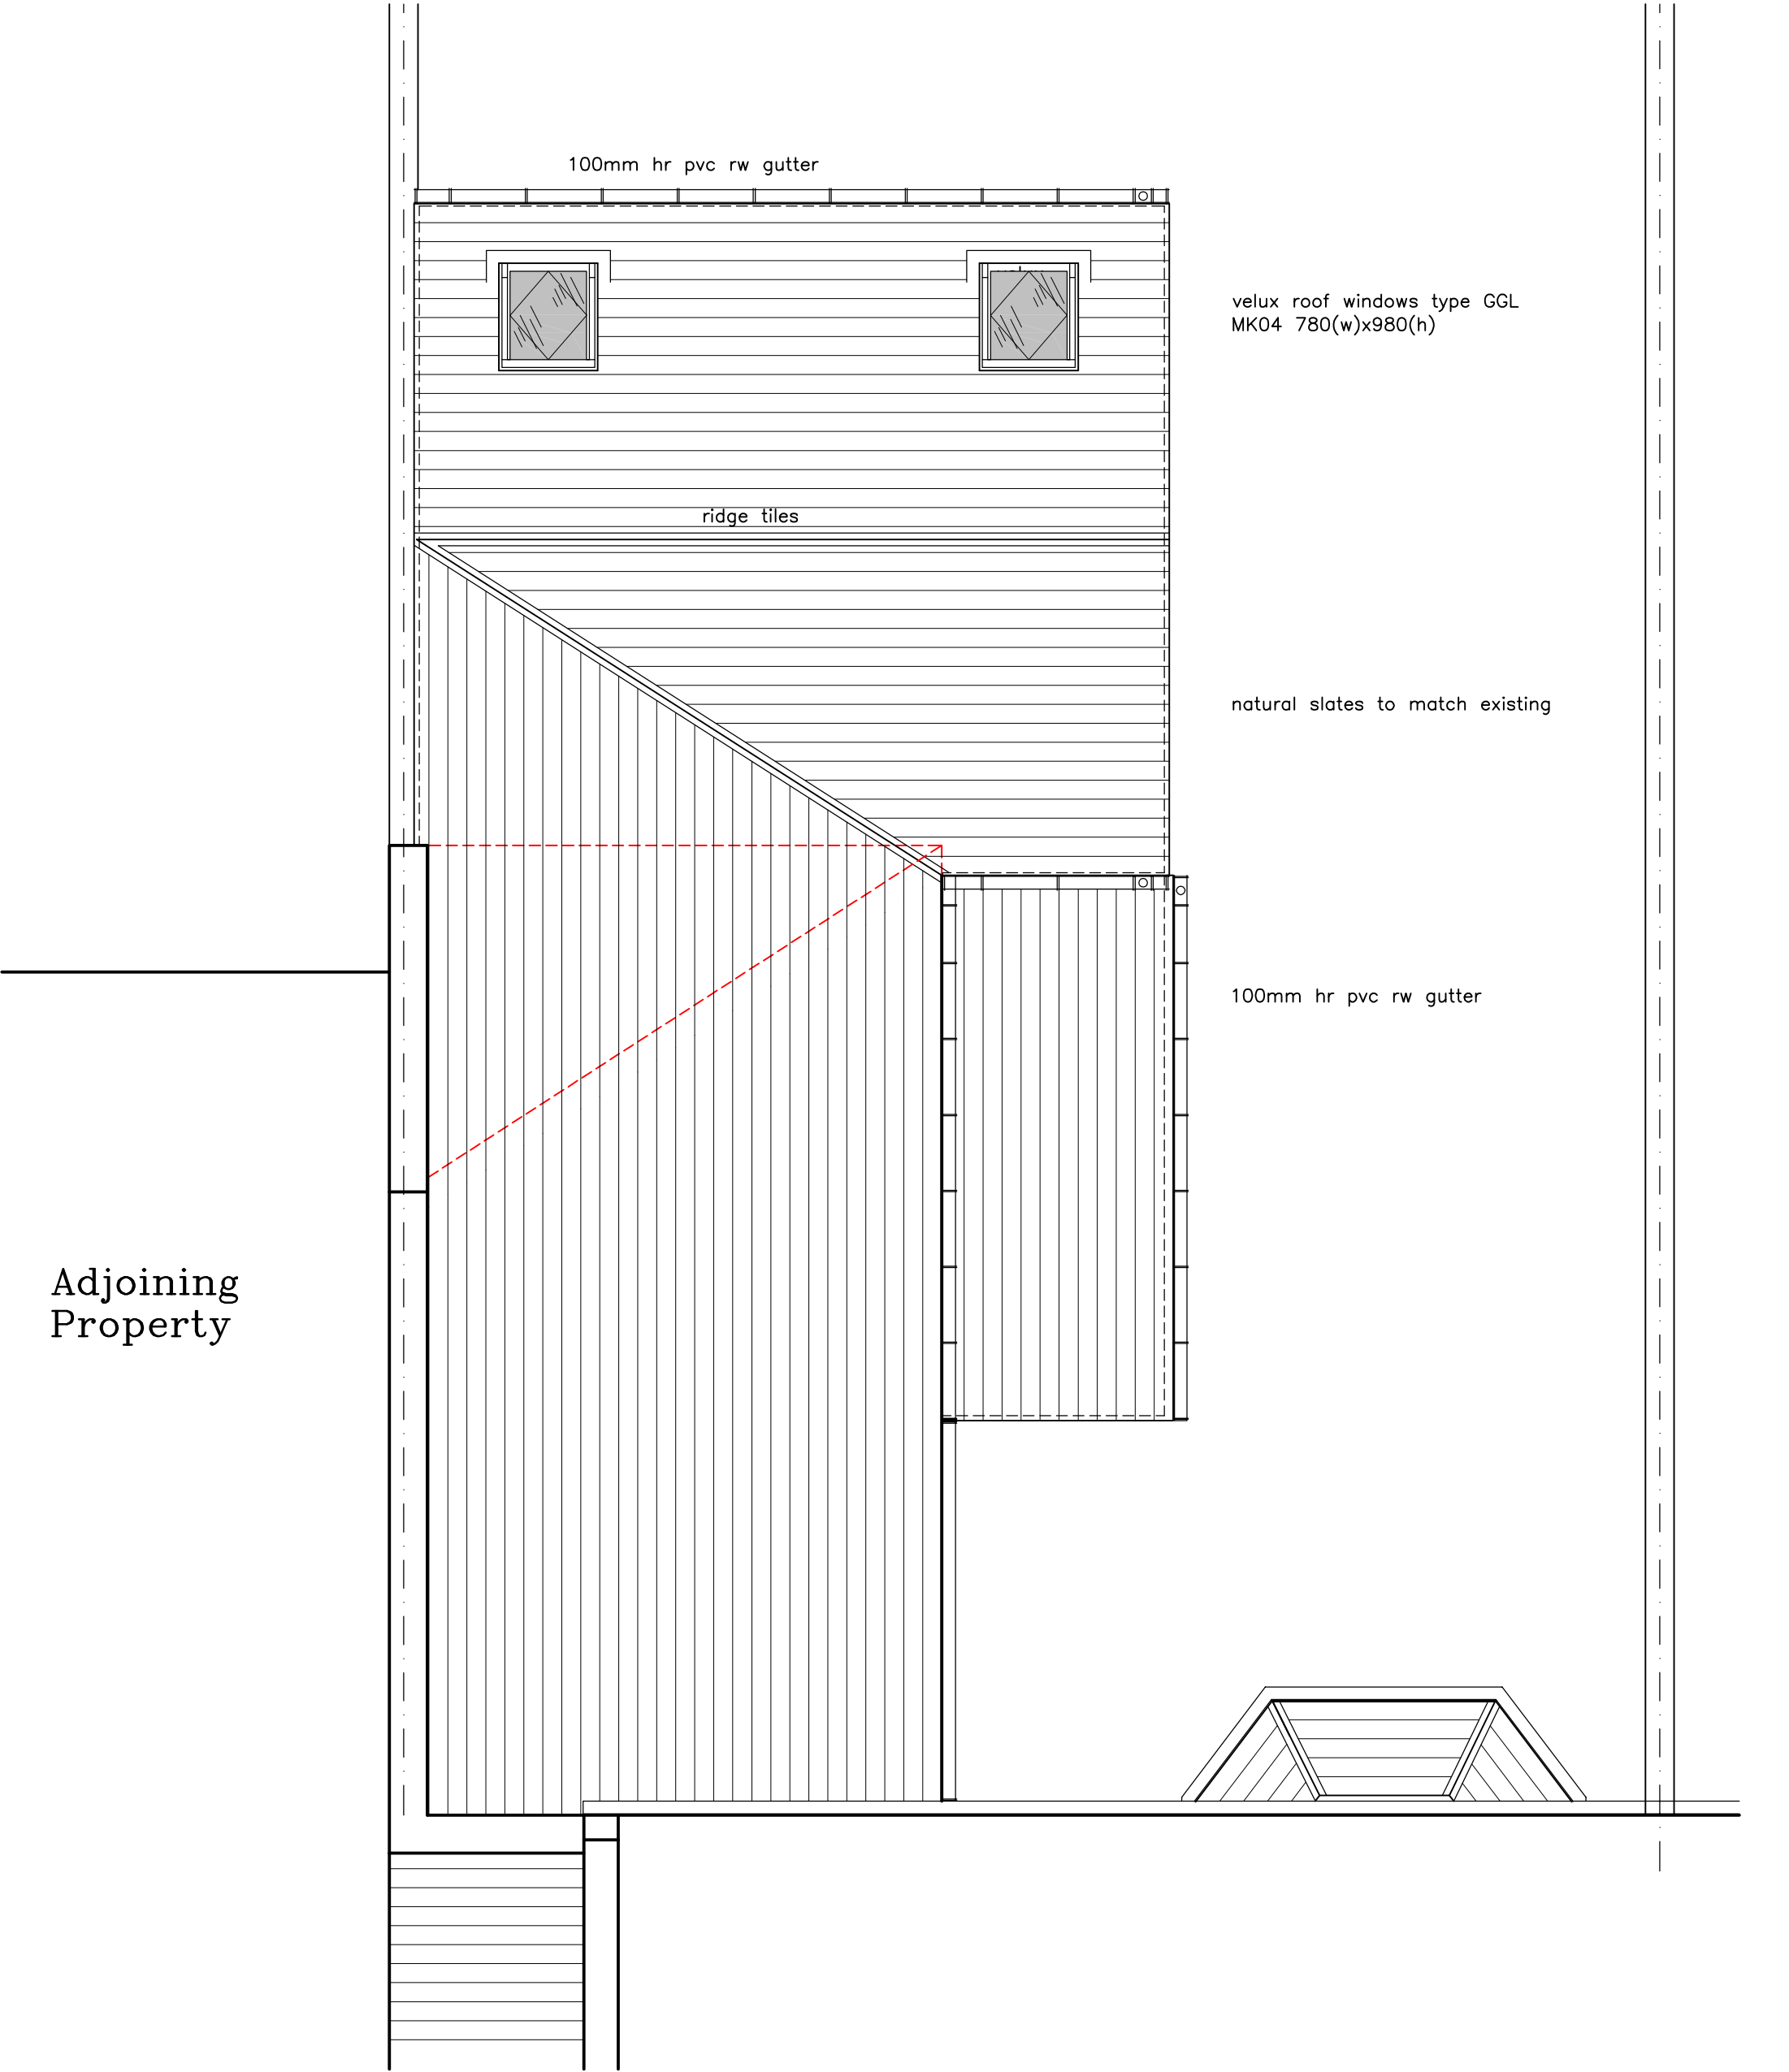 100mm hr pvc rw gutter
velux roof windows type GGL
MK04 780(w)x980(h)
ridge tiles
natural slates to match existing
100mm hr pvc rw gutter
Adjoining
Property